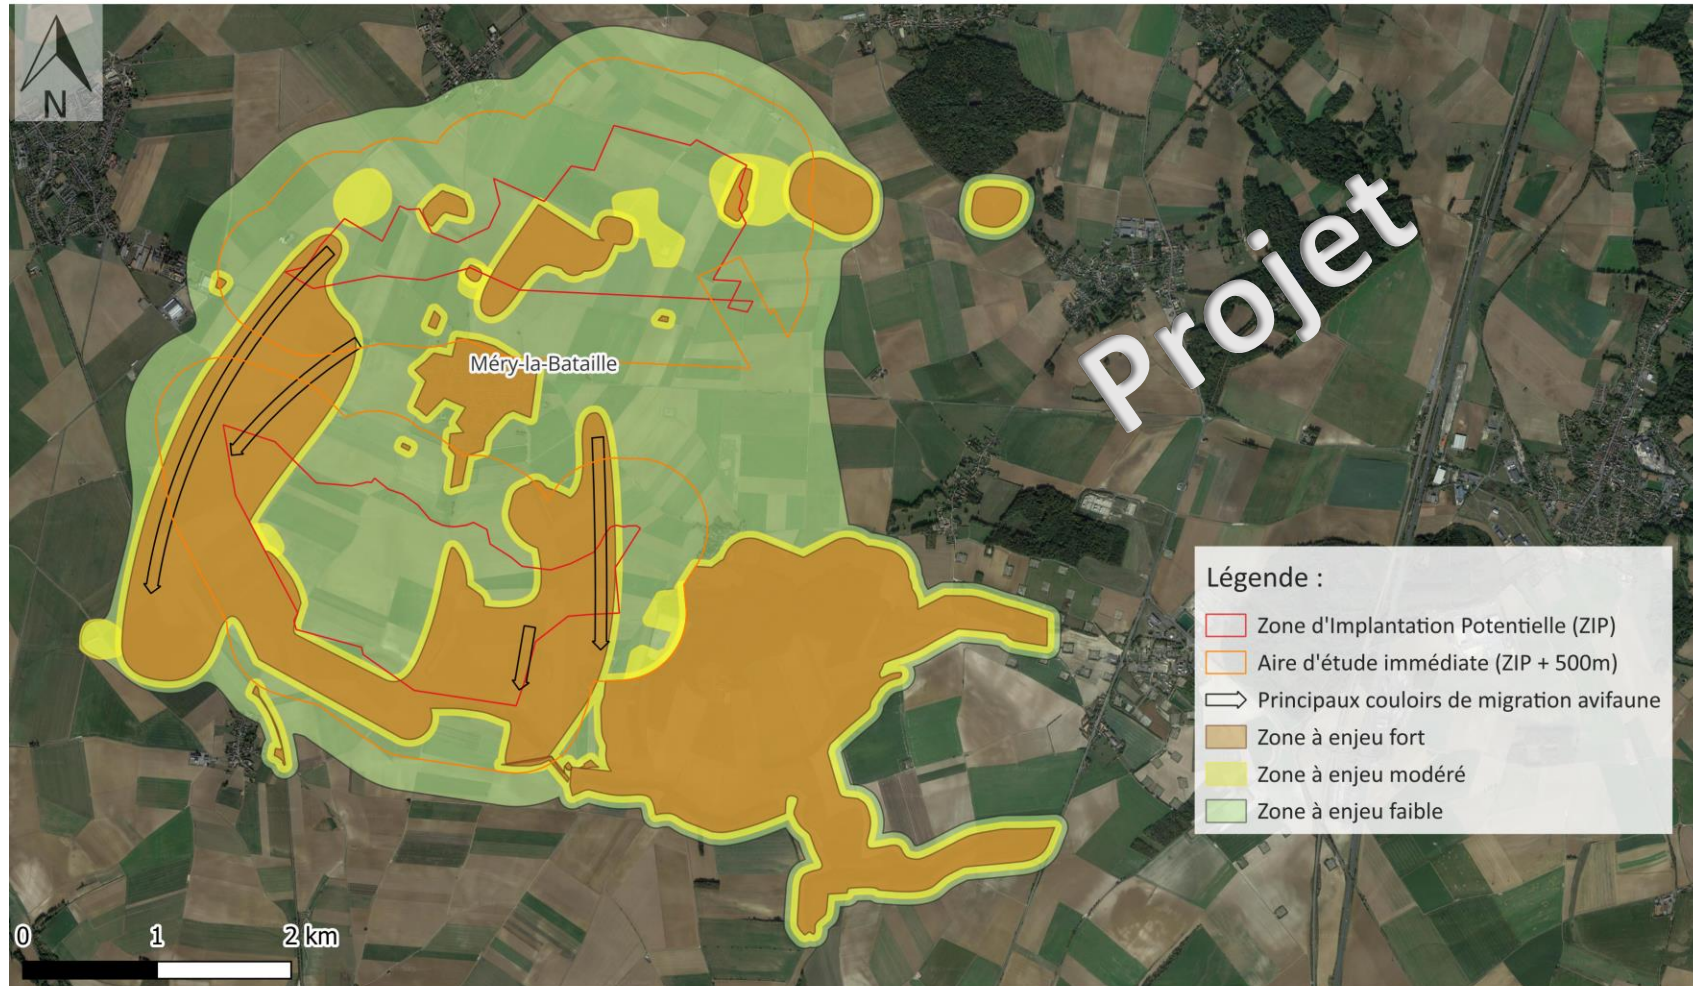 N
Projet
Méry-la-Bataille
Légende :
Zone d'Implantation Potentielle (ZIP)
Aire d'étude immédiate (ZIP + 500m)
Principaux couloirs de migration avifaune
Zone à enjeu fort
Zone à enjeu modéré
Zone à enjeu faible
0 1 2 km